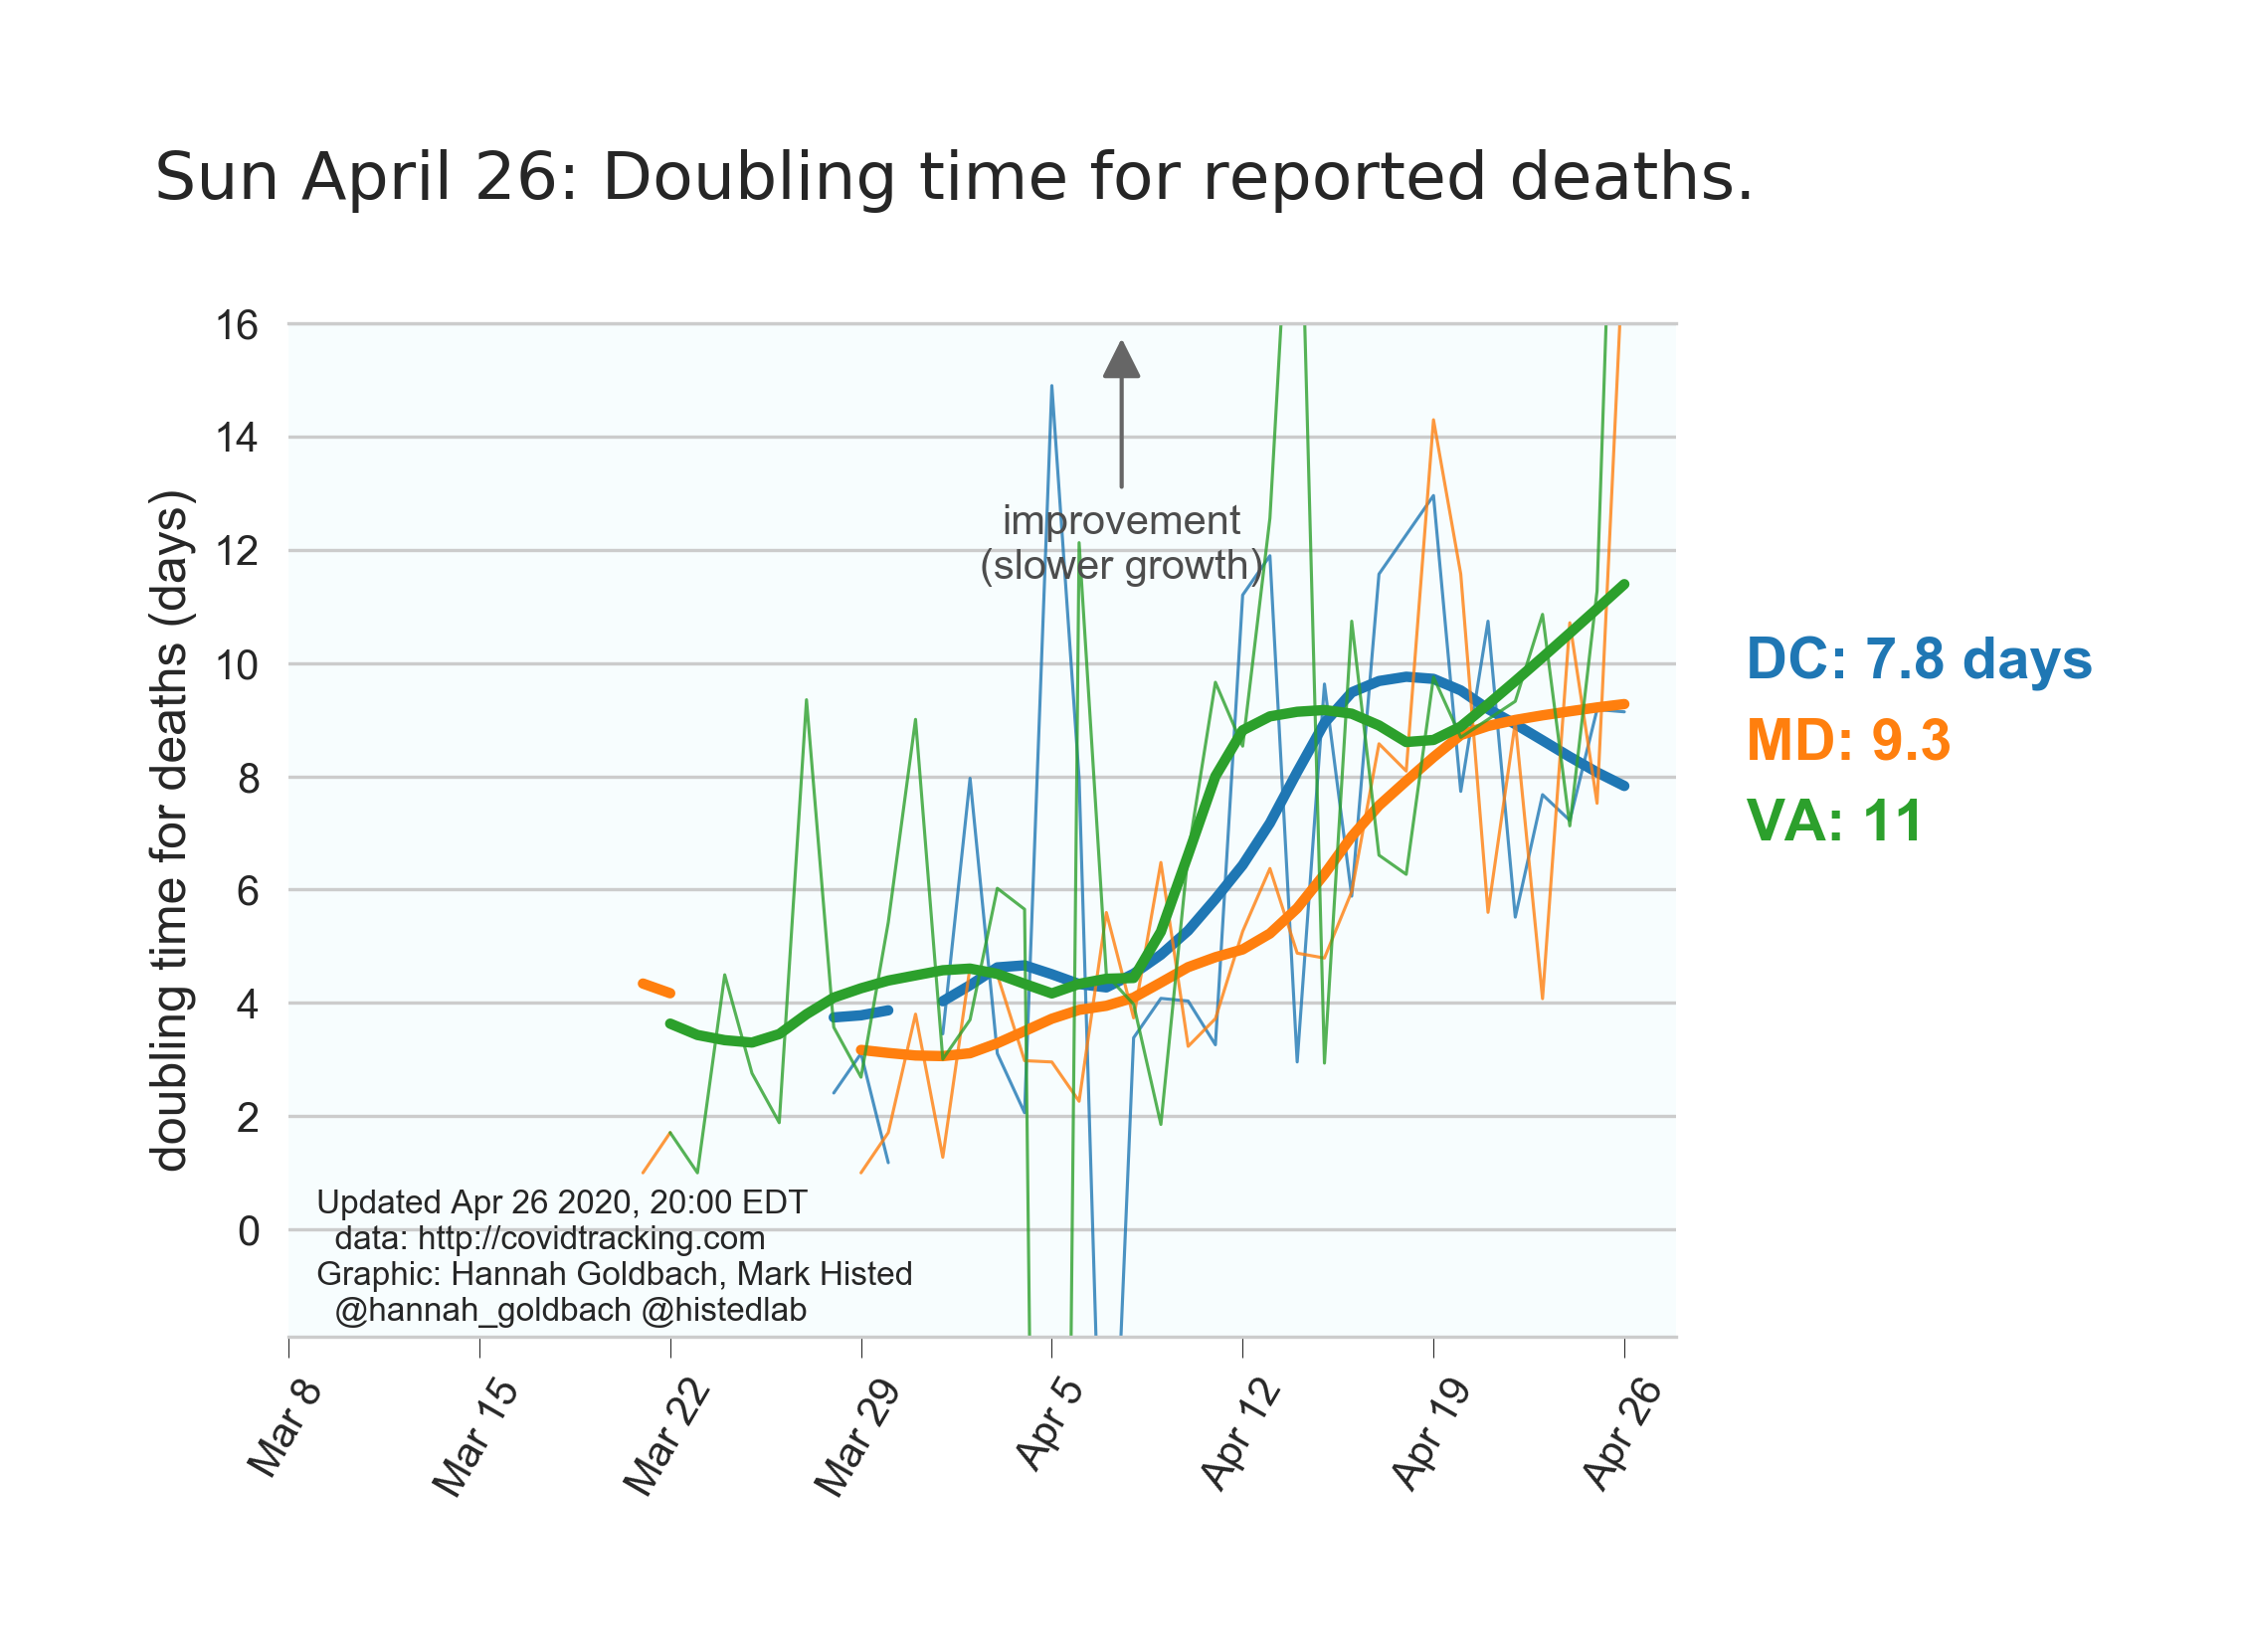 Sun April 26: Doubling time for reported deaths.
doubling time for deaths (days)
16
14
12
10
8
6
4
2
0
improvement
(slower growth)
DC: 7.8 days
MD: 9.3
VA: 11
Updated Apr 26 2020, 20:00 EDT
data: http://covidtracking.com
Graphic: Hannah Goldbach, Mark Histed
@hannah_goldbach @histedlab
Mar 8
Mar 15
Mar 22
Mar 29
Apr 5
Apr 12
Apr 19
Apr 26